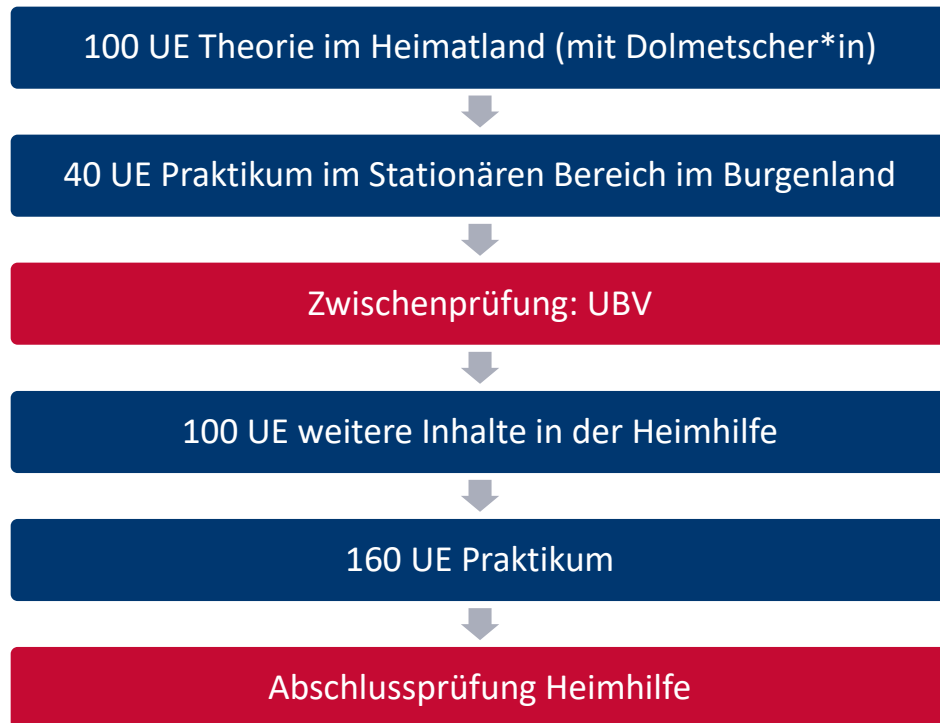 100 UE Theorie im Heimatland (mit Dolmetscher*in)
40 UE Praktikum im Stationären Bereich im Burgenland
Zwischenprüfung: UBV
100 UE weitere Inhalte in der Heimhilfe
160 UE Praktikum
Abschlussprüfung Heimhilfe